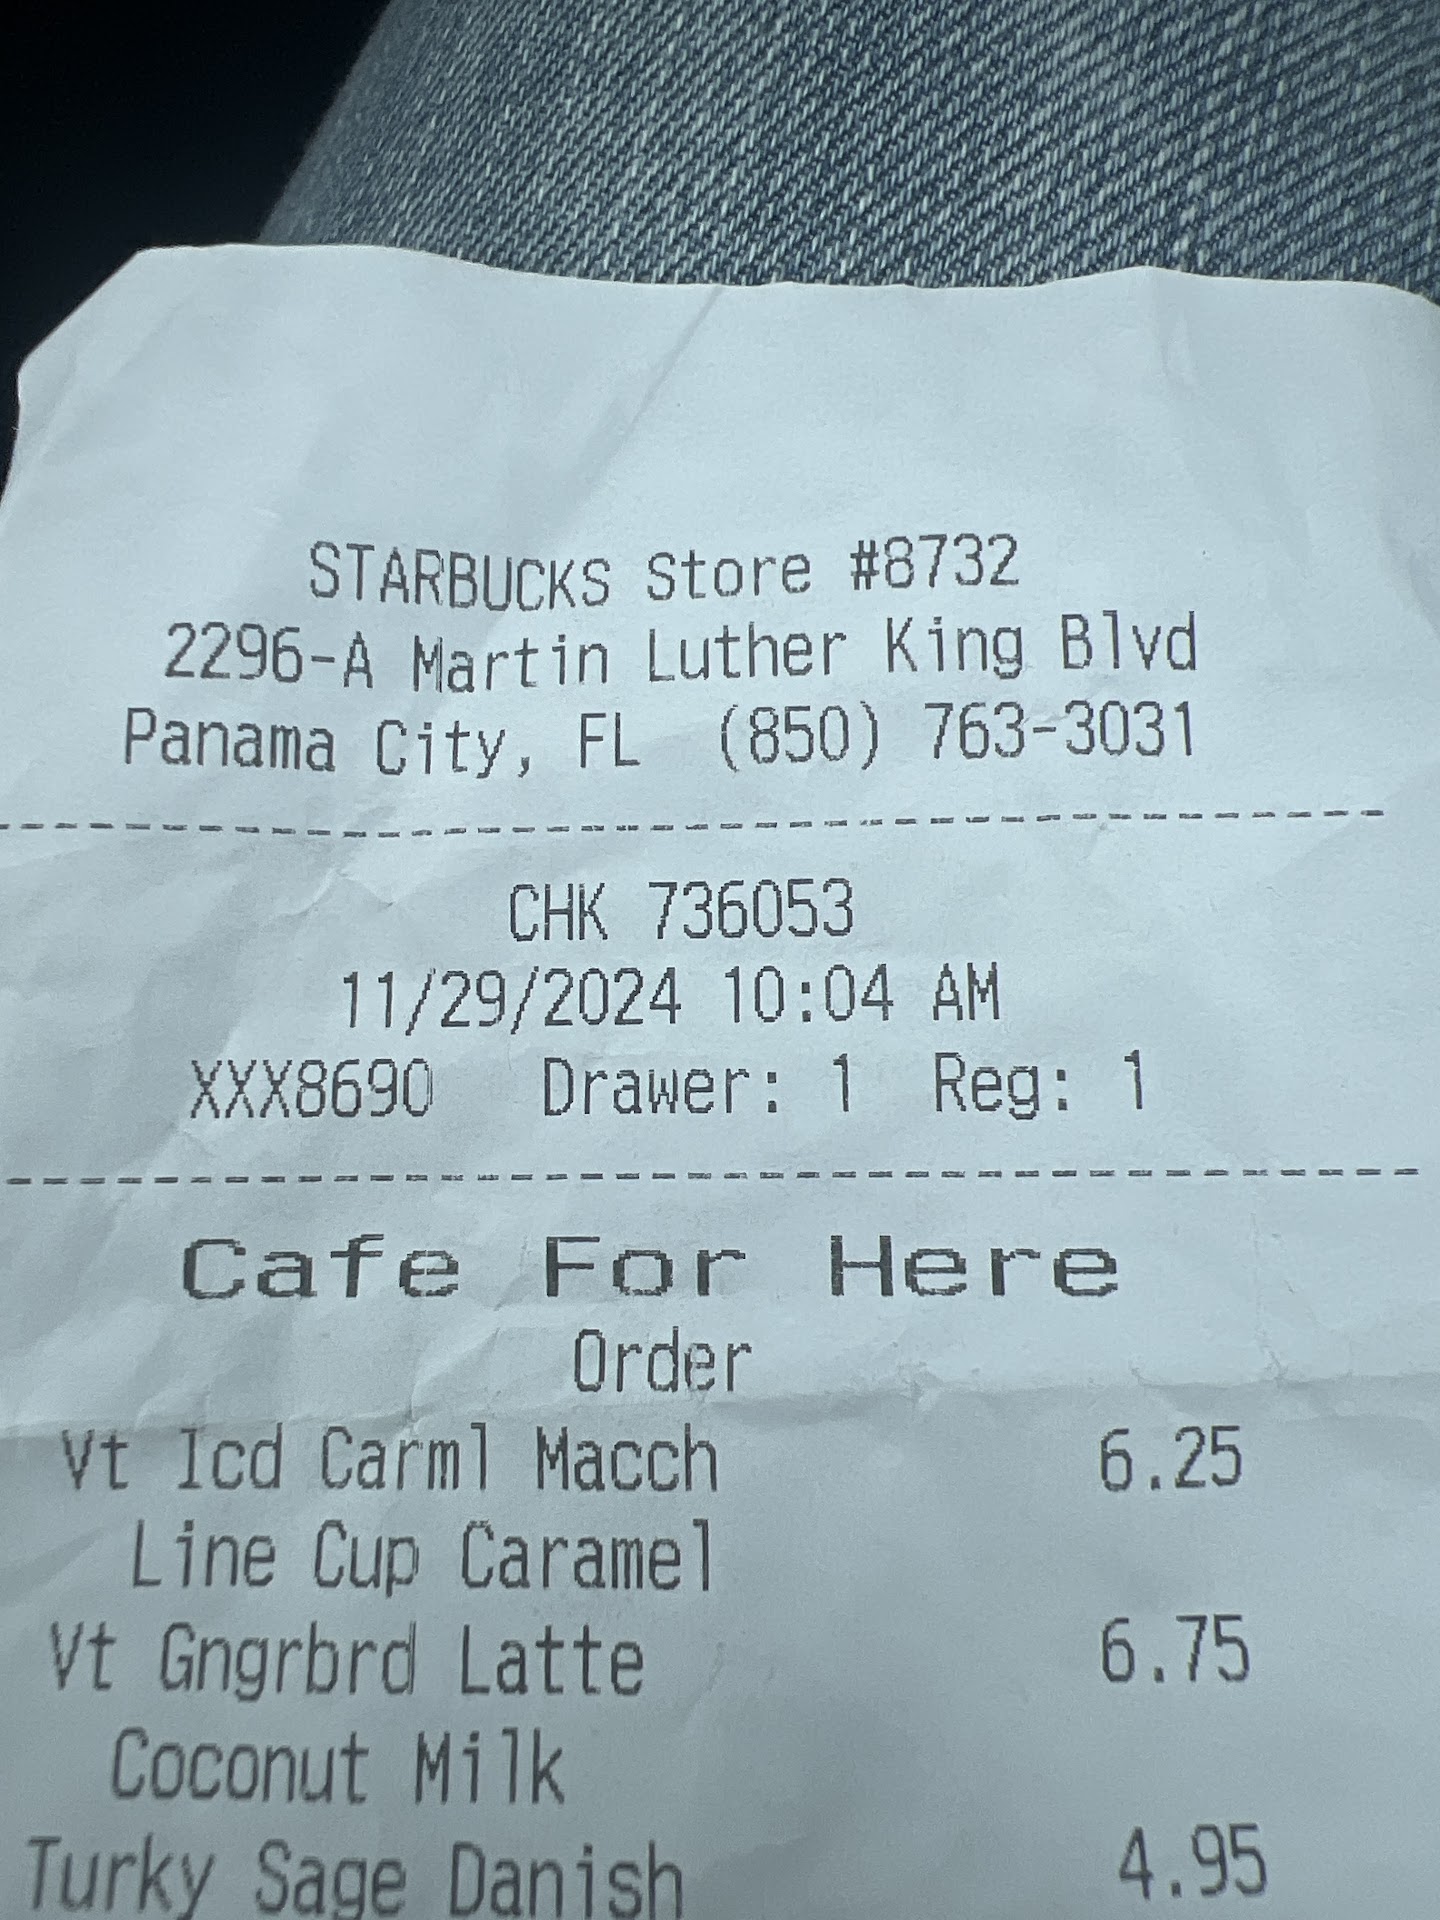 STARBUCKS Store #8732
2296-A Martin Luther King Blvd
Panama City, FL (850) 763-3031
CHK 736053
11/29/2024 10:04 AM
XXX8690 Drawer: 1 Reg: 1
Cafe For Here
Order
Vt Icd Carml Macch 6.25
Line Cup Caramel
Vt Gngrbrd Latte 6.75
Coconut Milk
Turky Sage Danish 4.95